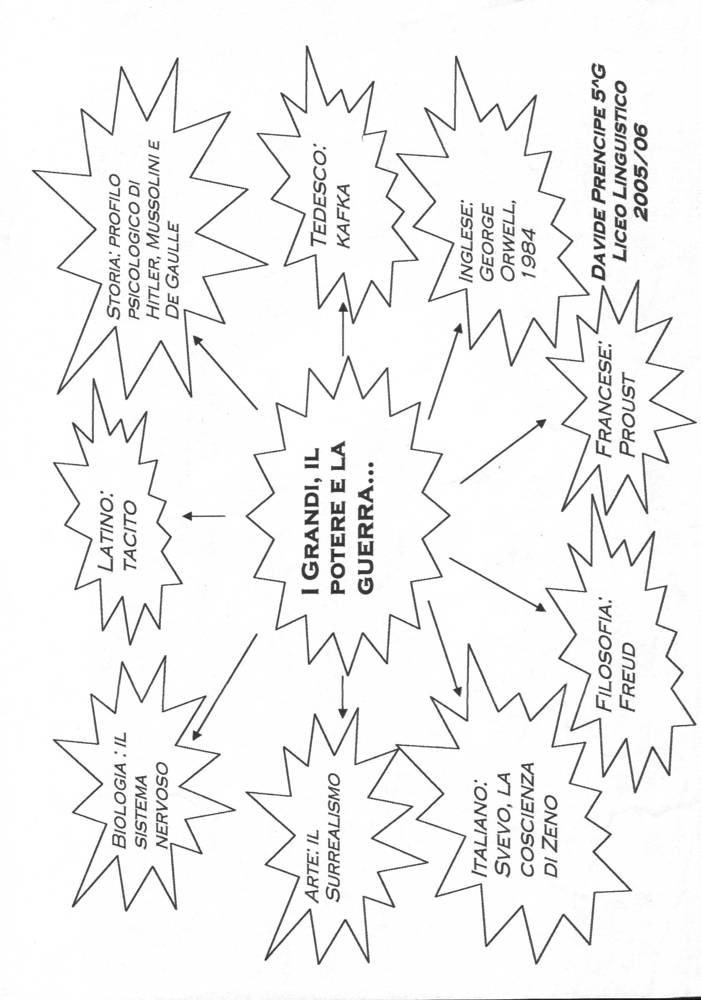 BIOLOGIA : IL
SISTEMA
NERVOSO
LATINO:
TACITO
STORIA: PROFILO
PSICOLOGICO DI
HITLER, MUSSOLINI E
DE GAULLE
ARTE: IL
SURREALISMO
I GRANDI, IL
POTERE E LA
GUERRA...
TEDESCO:
KAFKA
ITALIANO:
SVEVO, LA
COSCIENZA
DI ZENO
INGLESE:
GEORGE
ORWELL,
1984
FILOSOFIA:
FREUD
FRANCESE:
PROUST
DAVIDE PRENCIPE 5^G
LICEO LINGUISTICO
2005/06